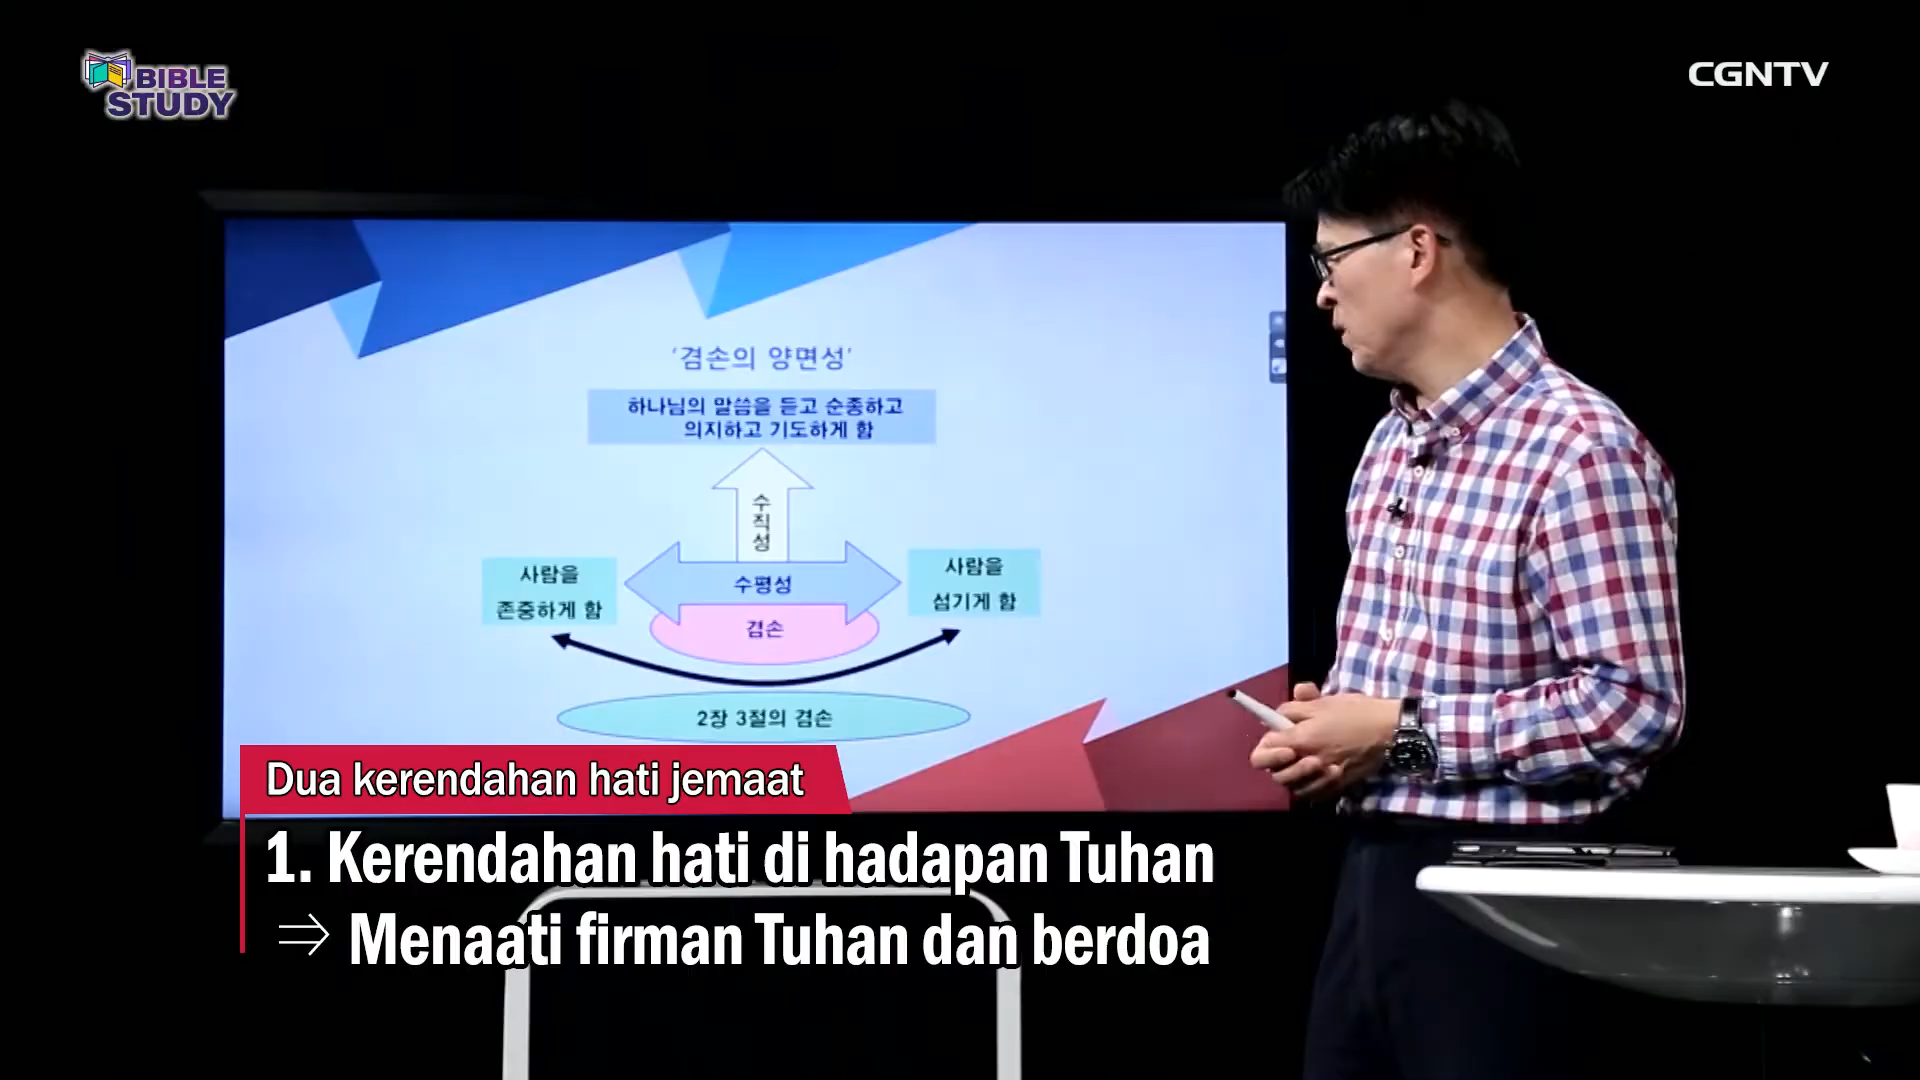 BIBLE
STUDY
CGNTV
‘겸손의 양면성’
하나님의 말씀을 듣고 순종하고
의지하고 기도하게 함
수직성
사람을
존중하게 함
수평성
사람을
섬기게 함
겸손
2장 3절의 겸손
Dua kerendahan hati jemaat
1. Kerendahan hati di hadapan Tuhan
⇒ Menaati firman Tuhan dan berdoa